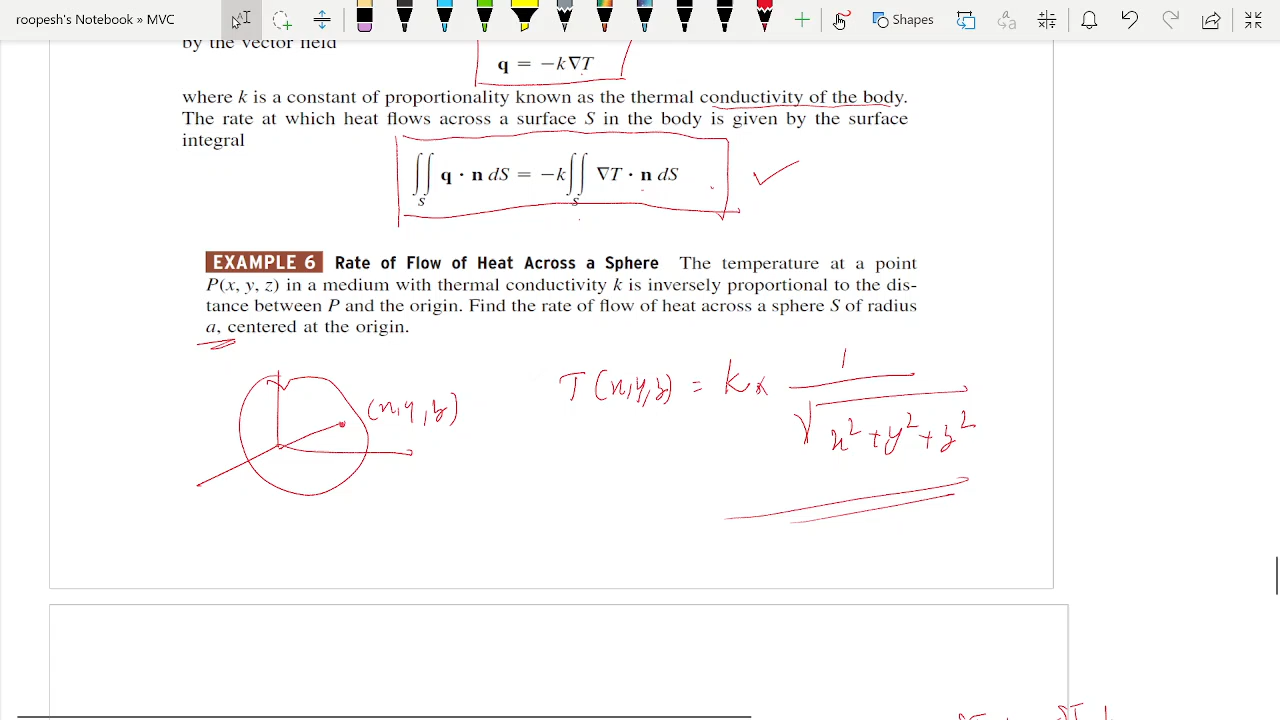 roopesh's Notebook » MVC
Shapes
by the vector field
q = −k∇T
where k is a constant of proportionality known as the thermal conductivity of the body.
The rate at which heat flows across a surface S in the body is given by the surface
integral
∬S q · n dS = −k∬S ∇T · n dS
EXAMPLE 6 Rate of Flow of Heat Across a Sphere The temperature at a point
P(x, y, z) in a medium with thermal conductivity k is inversely proportional to the dis-
tance between P and the origin. Find the rate of flow of heat across a sphere S of radius
a, centered at the origin.
(x,y,z)
T(x,y,z) = k × 1/√(x²+y²+z²)